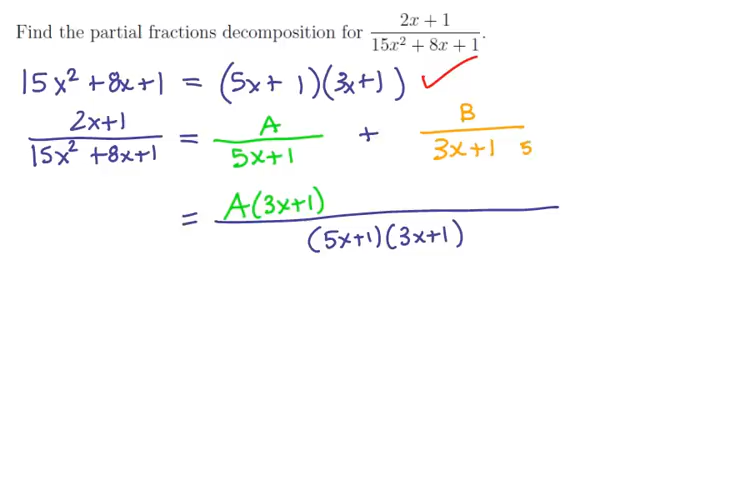 Find the partial fractions decomposition for (2x + 1)/(15x² + 8x + 1).
15x² + 8x + 1 = (5x + 1)(3x + 1) ✓
(2x+1)/(15x² + 8x + 1) = A/(5x+1) + B/(3x+1) 5
= A(3x+1)/((5x+1)(3x+1))